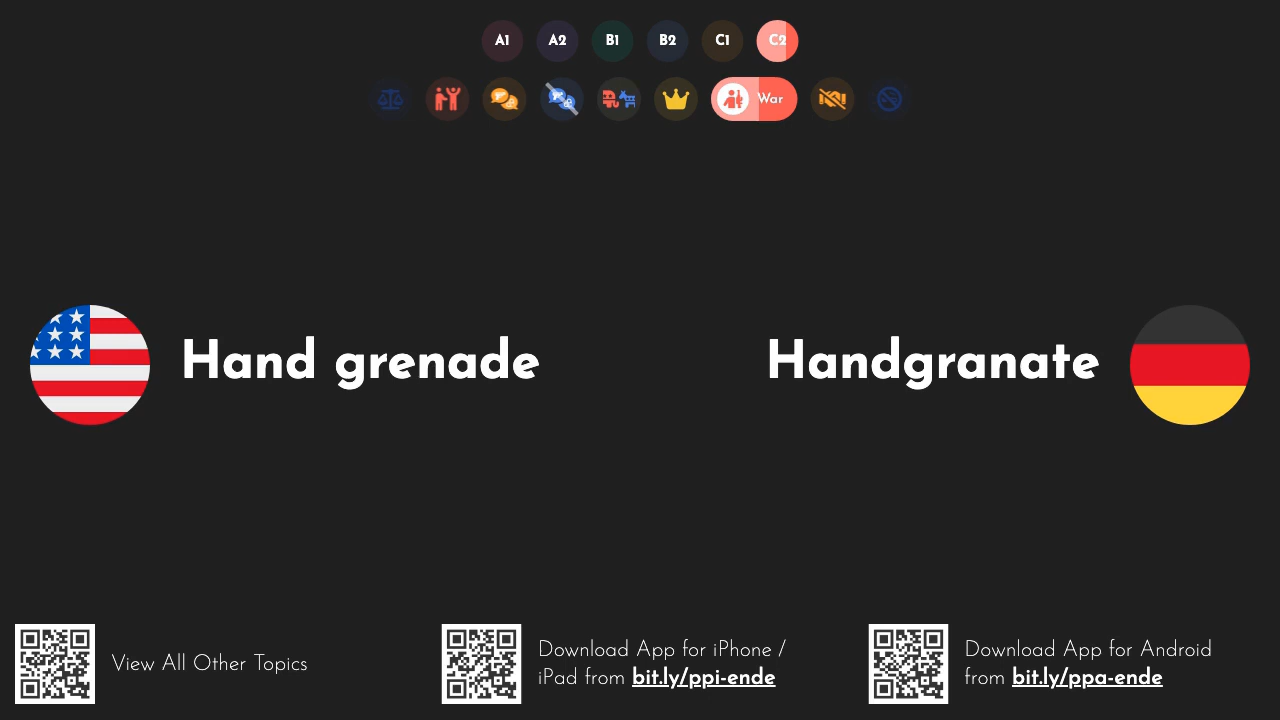 A1 A2 B1 B2 C1 C2
War
Hand grenade
Handgranate
View All Other Topics
Download App for iPhone /
iPad from bit.ly/ppi-ende
Download App for Android
from bit.ly/ppa-ende